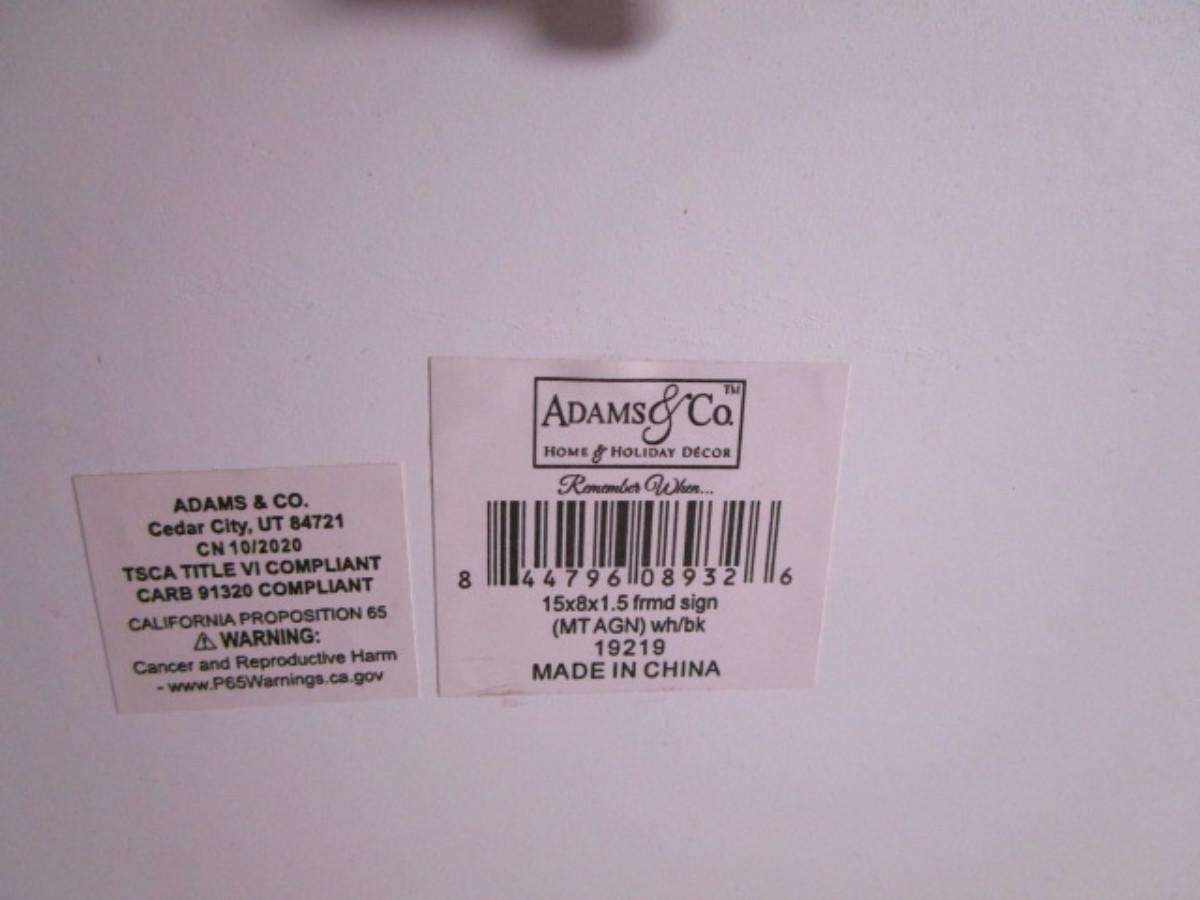 ADAMS & CO.
Cedar City, UT 84721
CN 10/2020
TSCA TITLE VI COMPLIANT
CARB 91320 COMPLIANT
CALIFORNIA PROPOSITION 65
⚠ WARNING:
Cancer and Reproductive Harm
- www.P65Warnings.ca.gov
ADAMS & Co.™
HOME & HOLIDAY DÉCOR
Remember When...
8 44796 08932 6
15x8x1.5 frmd sign
(MTAGN) wh/bk
19219
MADE IN CHINA